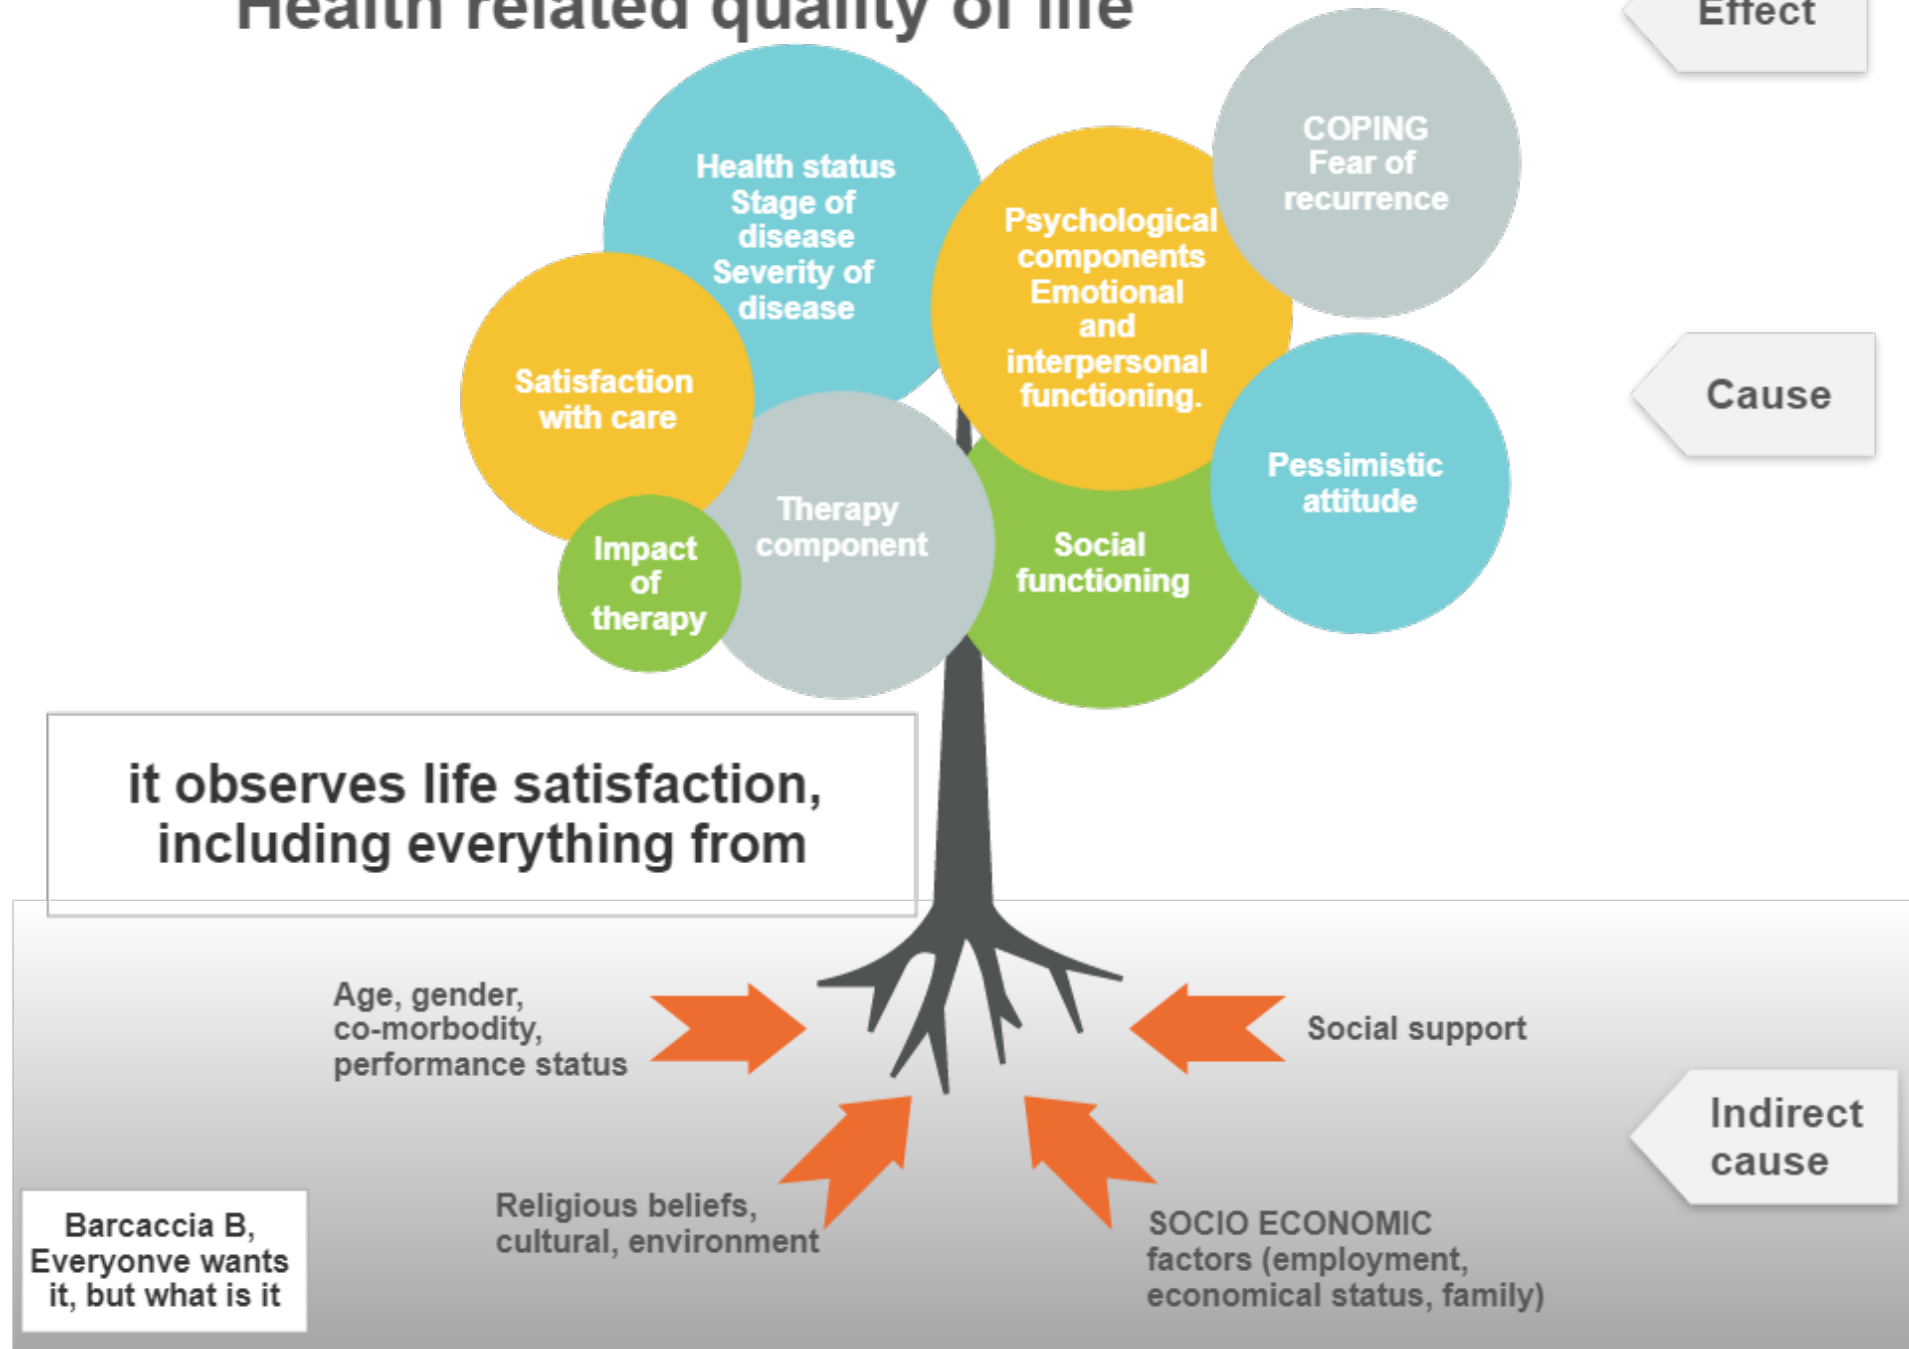 Health related quality of life
Effect
COPING
Fear of
recurrence
Health status
Stage of
disease
Severity of
disease
Psychological
components
Emotional
and
interpersonal
functioning.
Satisfaction
with care
Cause
Pessimistic
attitude
Therapy
component
Impact
of
therapy
Social
functioning
it observes life satisfaction,
including everything from
Age, gender,
co-morbodity,
performance status
Social support
Indirect
cause
Religious beliefs,
cultural, environment
SOCIO ECONOMIC
factors (employment,
economical status, family)
Barcaccia B,
Everyonve wants
it, but what is it